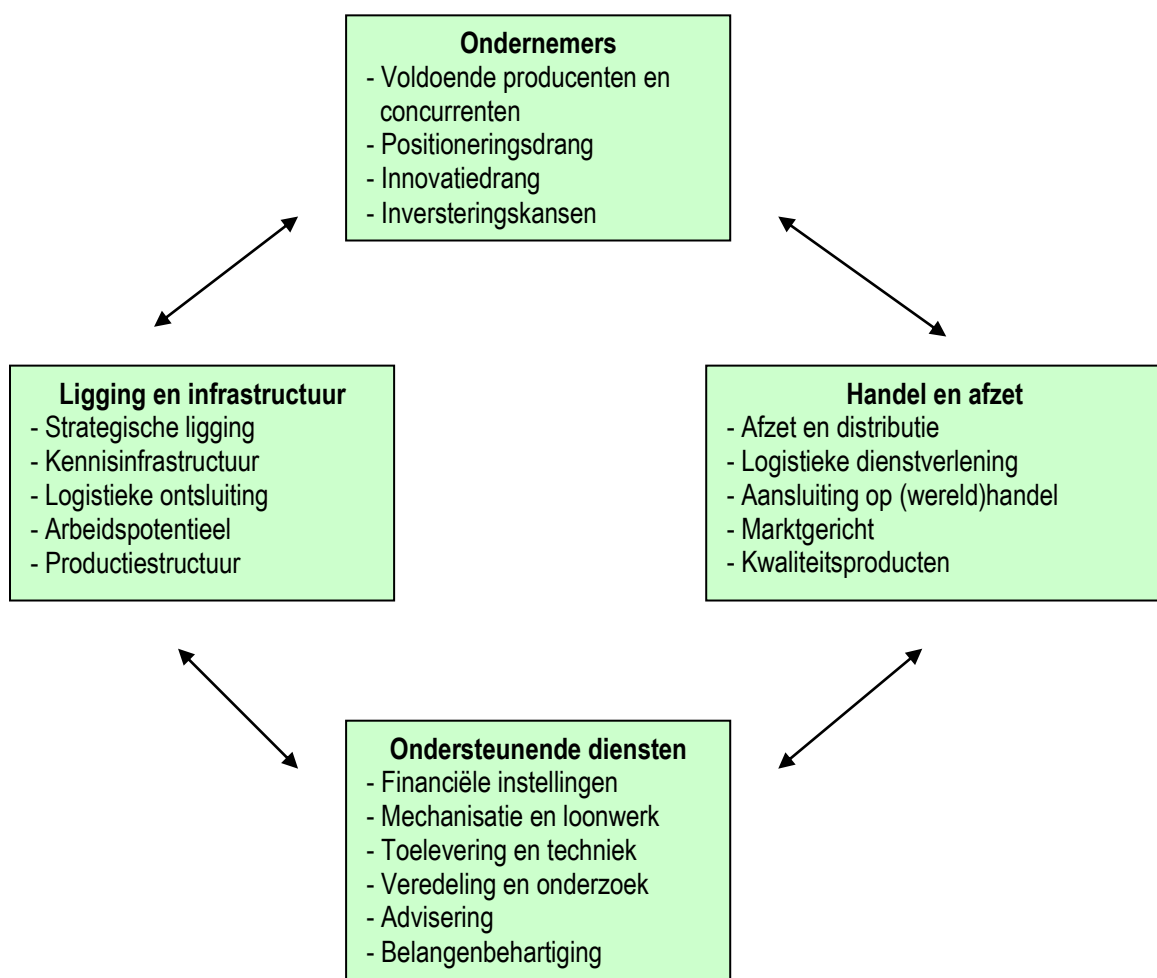 Ondernemers
- Voldoende producenten en
concurrenten
- Positioneringsdrang
- Innovatiedrang
- Inversteringskansen
Ligging en infrastructuur
- Strategische ligging
- Kennisinfrastructuur
- Logistieke ontsluiting
- Arbeidspotentieel
- Productiestructuur
Handel en afzet
- Afzet en distributie
- Logistieke dienstverlening
- Aansluiting op (wereld)handel
- Marktgericht
- Kwaliteitsproducten
Ondersteunende diensten
- Financiële instellingen
- Mechanisatie en loonwerk
- Toelevering en techniek
- Veredeling en onderzoek
- Advisering
- Belangenbehartiging